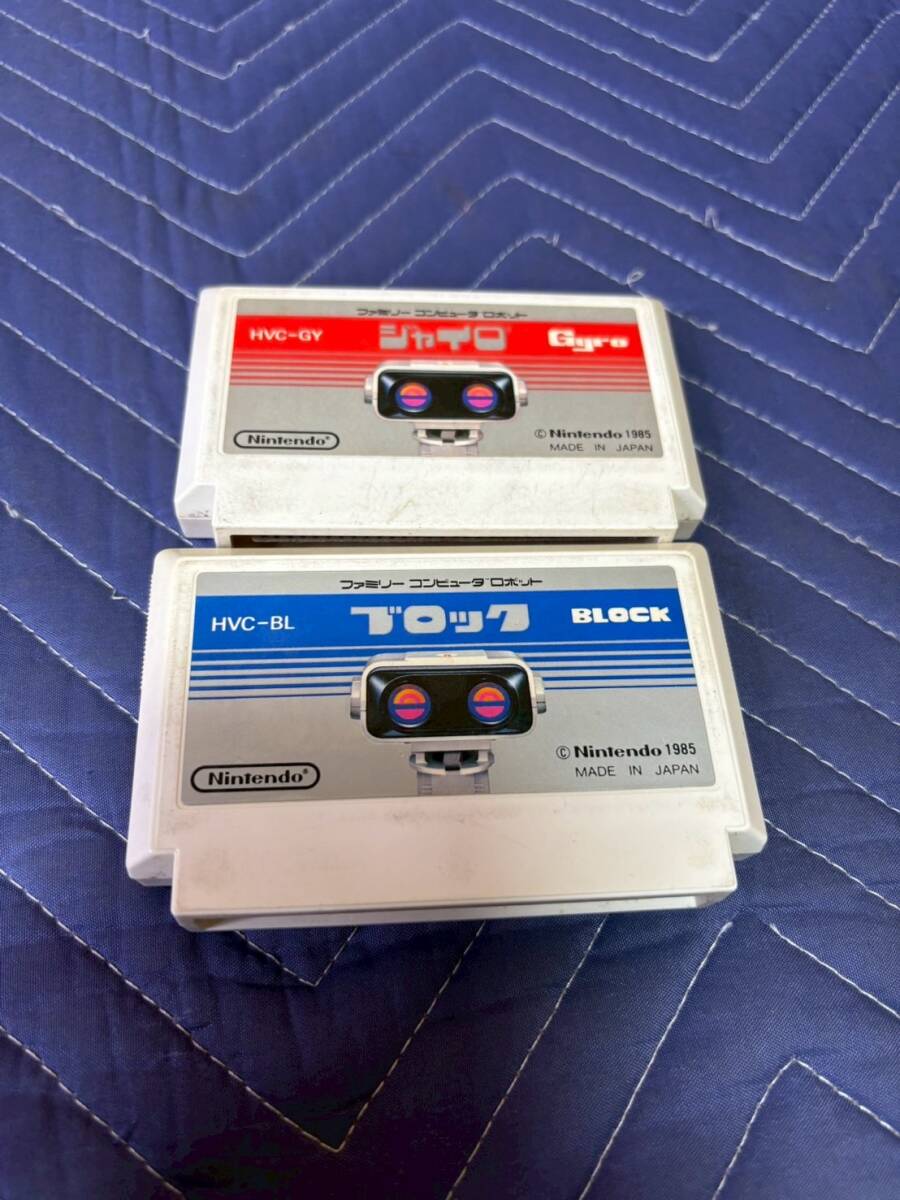 ファミリー コンピュータ ロボット
HVC-GY ジャイロ Gyro
Nintendo®
© Nintendo 1985
MADE IN JAPAN
ファミリー コンピュータ ロボット
HVC-BL ブロック BLOCK
Nintendo®
© Nintendo 1985
MADE IN JAPAN